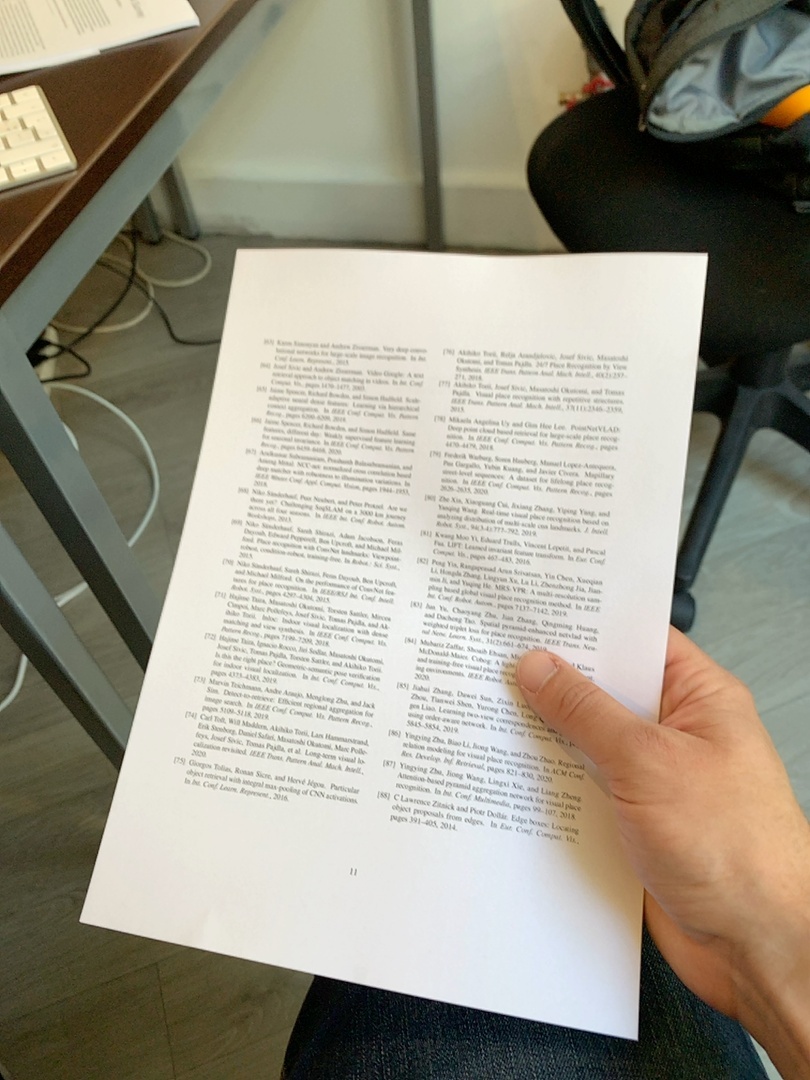 [63] Karen Simonyan and Andrew Zisserman. Very deep convo-
lutional networks for large-scale image recognition. In Int.
Conf. Learn. Represent., 2015.
[64] Josef Sivic and Andrew Zisserman. Video Google: A text
retrieval approach to object matching in videos. In Int. Conf.
Comput. Vis., pages 1470–1477, 2003.
[65] Jaime Spencer, Richard Bowden, and Simon Hadfield. Scale-
adaptive neural dense features: Learning via hierarchical
context aggregation. In IEEE Conf. Comput. Vis. Pattern
Recog., pages 6200–6209, 2019.
[66] Jaime Spencer, Richard Bowden, and Simon Hadfield. Same
features, different day: Weakly supervised feature learning
for seasonal invariance. In IEEE Conf. Comput. Vis. Pattern
Recog., pages 6459–6468, 2020.
[67] Arulkumar Subramaniam, Prashanth Balasubramanian, and
Anurag Mittal. NCC-net: normalized cross correlation based
deep matcher with robustness to illumination variations. In
IEEE Winter Conf. Appl. Comput. Vision, pages 1944–1953,
2018.
[68] Niko Sünderhauf, Peer Neubert, and Peter Protzel. Are we
there yet? Challenging SeqSLAM on a 3000 km journey
across all four seasons. In IEEE Int. Conf. Robot. Autom.
Workshops, 2013.
[69] Niko Sünderhauf, Sareh Shirazi, Adam Jacobson, Feras
Dayoub, Edward Pepperell, Ben Upcroft, and Michael Mil-
ford. Place recognition with ConvNet landmarks: Viewpoint-
robust, condition-robust, training-free. In Robot.: Sci. Syst.,
2015.
[70] Niko Sünderhauf, Sareh Shirazi, Feras Dayoub, Ben Upcroft,
and Michael Milford. On the performance of ConvNet fea-
tures for place recognition. In IEEE/RSJ Int. Conf. Intell.
Robot. Syst., pages 4297–4304, 2015.
[71] Hajime Taira, Masatoshi Okutomi, Torsten Sattler, Mircea
Cimpoi, Marc Pollefeys, Josef Sivic, Tomas Pajdla, and Ak-
ihiko Torii. Inloc: Indoor visual localization with dense
matching and view synthesis. In IEEE Conf. Comput. Vis.
Pattern Recog., pages 7199–7209, 2018.
[72] Hajime Taira, Ignacio Rocco, Jiri Sedlar, Masatoshi Okutomi,
Josef Sivic, Tomas Pajdla, Torsten Sattler, and Akihiko Torii.
Is this the right place? Geometric-semantic pose verification
for indoor visual localization. In Int. Conf. Comput. Vis.,
pages 4373–4383, 2019.
[73] Marvin Teichmann, Andre Araujo, Menglong Zhu, and Jack
Sim. Detect-to-retrieve: Efficient regional aggregation for
image search. In IEEE Conf. Comput. Vis. Pattern Recog.,
pages 5109–5118, 2019.
[74] Carl Toft, Will Maddern, Akihiko Torii, Lars Hammarstrand,
Erik Stenborg, Daniel Safari, Masatoshi Okutomi, Marc Polle-
feys, Josef Sivic, Tomas Pajdla, et al. Long-term visual lo-
calization revisited. IEEE Trans. Pattern Anal. Mach. Intell.,
2020.
[75] Giorgos Tolias, Ronan Sicre, and Hervé Jégou. Particular
object retrieval with integral max-pooling of CNN activations.
In Int. Conf. Learn. Represent., 2016.
[76] Akihiko Torii, Relja Arandjelovic, Josef Sivic, Masatoshi
Okutomi, and Tomas Pajdla. 24/7 Place Recognition by View
Synthesis. IEEE Trans. Pattern Anal. Mach. Intell., 40(2):257–
271, 2018.
[77] Akihiko Torii, Josef Sivic, Masatoshi Okutomi, and Tomas
Pajdla. Visual place recognition with repetitive structures.
IEEE Trans. Pattern Anal. Mach. Intell., 37(11):2346–2359,
2015.
[78] Mikaela Angelina Uy and Gim Hee Lee. PointNetVLAD:
Deep point cloud based retrieval for large-scale place recog-
nition. In IEEE Conf. Comput. Vis. Pattern Recog., pages
4470–4479, 2018.
[79] Frederik Warburg, Soren Hauberg, Manuel Lopez-Antequera,
Pau Gargallo, Yubin Kuang, and Javier Civera. Mapillary
street-level sequences: A dataset for lifelong place recog-
nition. In IEEE Conf. Comput. Vis. Pattern Recog., pages
2626–2635, 2020.
[80] Zhe Xin, Xiaoguang Cui, Jixiang Zhang, Yiping Yang, and
Yanqing Wang. Real-time visual place recognition based on
analyzing distribution of multi-scale cnn landmarks. J. Intell.
Robot. Syst., 94(3-4):777–792, 2019.
[81] Kwang Moo Yi, Eduard Trulls, Vincent Lepetit, and Pascal
Fua. LIFT: Learned invariant feature transform. In Eur. Conf.
Comput. Vis., pages 467–483, 2016.
[82] Peng Yin, Rangaprasad Arun Srivatsan, Yin Chen, Xueqian
Li, Hongda Zhang, Lingyun Xu, Lu Li, Zhenzhong Jia, Jian-
min Ji, and Yuqing He. MRS-VPR: A multi-resolution sam-
pling based global visual place recognition method. In IEEE
Int. Conf. Robot. Autom., pages 7137–7142, 2019.
[83] Jun Yu, Chaoyang Zhu, Jian Zhang, Qingming Huang,
and Dacheng Tao. Spatial pyramid-enhanced netvlad with
weighted triplet loss for place recognition. IEEE Trans. Neu-
ral Netw. Learn. Syst., 31(2):661–674, 2019.
[84] Mubariz Zaffar, Shoaib Ehsan, Mi Klaus
McDonald-Maier. Cohog: A light
and training-free visual place recog
ing environments. IEEE Robot. Au
2020.
[85] Jiahui Zhang, Dawei Sun, Zixin Luo
Zhou, Tianwei Shen, Yurong Chen, Long Q
gen Liao. Learning two-view correspondences and
using order-aware network. In Int. Conf. Comput. Vis.,
5845–5854, 2019.
[86] Yingying Zhu, Biao Li, Jiong Wang, and Zhou Zhao. Regional
relation modeling for visual place recognition. In ACM Conf.
Res. Develop. Inf. Retrieval, pages 821–830, 2020.
[87] Yingying Zhu, Jiong Wang, Lingxi Xie, and Liang Zheng.
Attention-based pyramid aggregation network for visual place
recognition. In Int. Conf. Multimedia, pages 99–107, 2018.
[88] C Lawrence Zitnick and Piotr Dollár. Edge boxes: Locating
object proposals from edges. In Eur. Conf. Comput. Vis.,
pages 391–405, 2014.
11